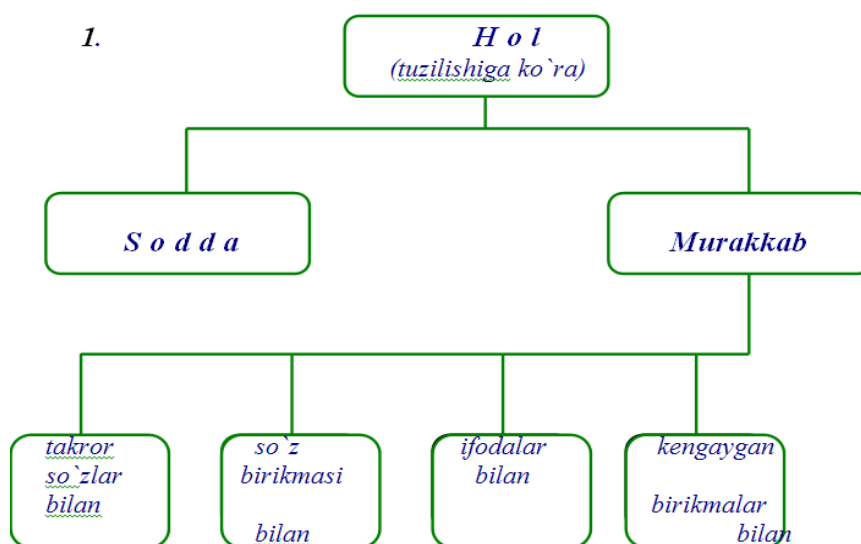 1.
H o l
(tuzilishiga ko`ra)
S o d d a
Murakkab
takror
so`zlar
bilan
so`z
birikmasi
bilan
ifodalar
bilan
kengaygan
birikmalar
bilan